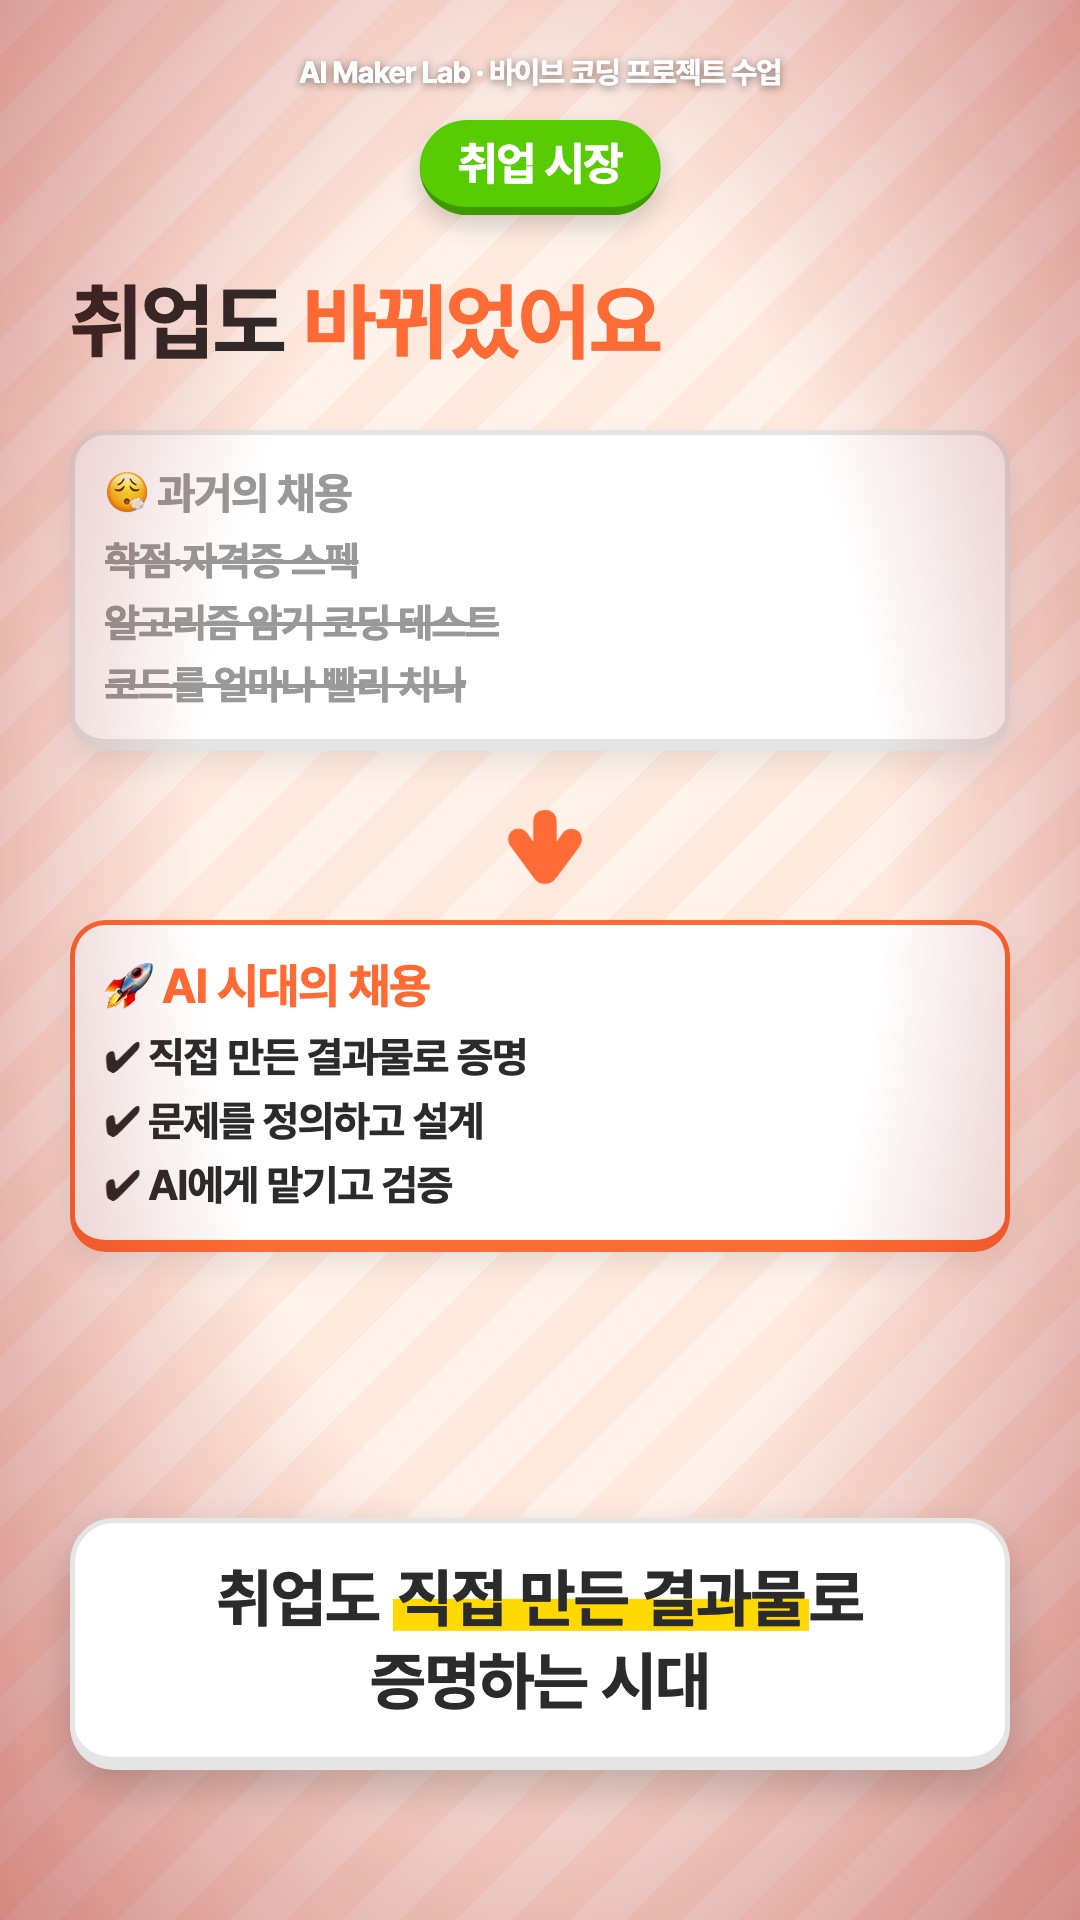 AI Maker Lab · 바이브 코딩 프로젝트 수업
취업 시장
취업도 바뀌었어요
과거의 채용
학점·자격증 스펙
알고리즘 암기 코딩 테스트
코드를 얼마나 빨리 치나
AI 시대의 채용
✔ 직접 만든 결과물로 증명
✔ 문제를 정의하고 설계
✔ AI에게 맡기고 검증
취업도 직접 만든 결과물로
증명하는 시대